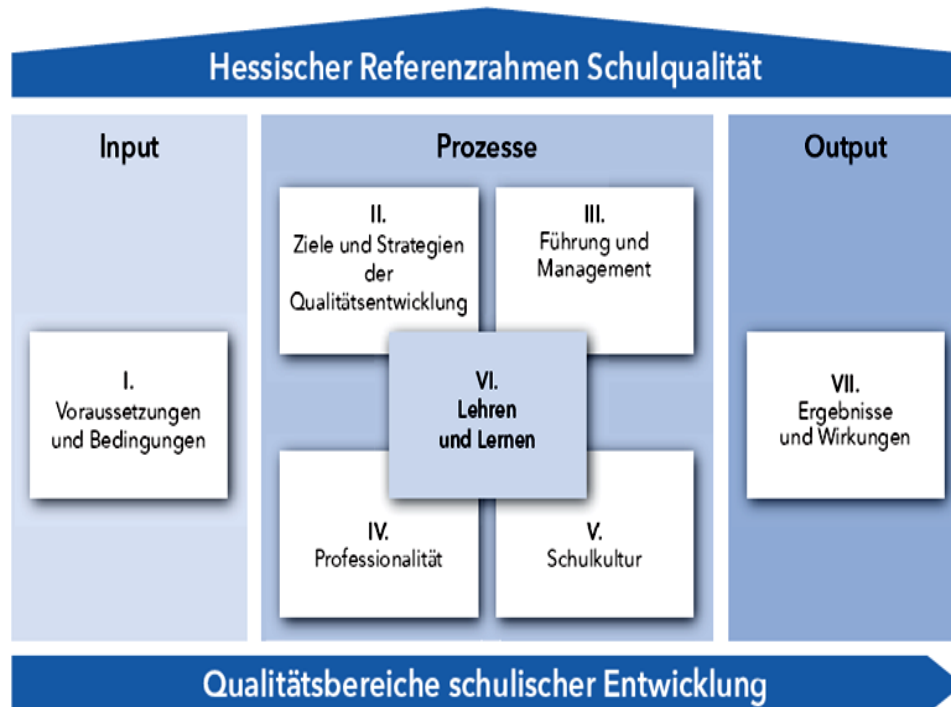 Hessischer Referenzrahmen Schulqualität
Input
Prozesse
Output
I.
Voraussetzungen
und Bedingungen
II.
Ziele und Strategien
der
Qualitätsentwicklung
III.
Führung und
Management
VI.
Lehren
und Lernen
IV.
Professionalität
V.
Schulkultur
VII.
Ergebnisse
und Wirkungen
Qualitätsbereiche schulischer Entwicklung